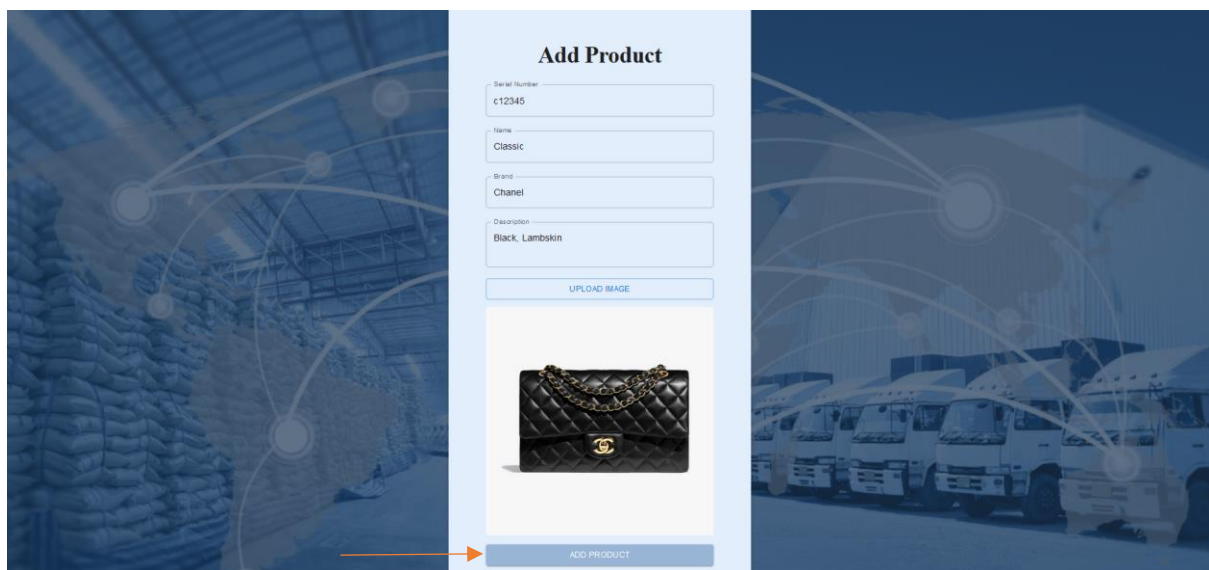 Add Product
Serial Number
c12345
Name
Classic
Brand
Chanel
Description
Black, Lambskin
UPLOAD IMAGE
ADD PRODUCT